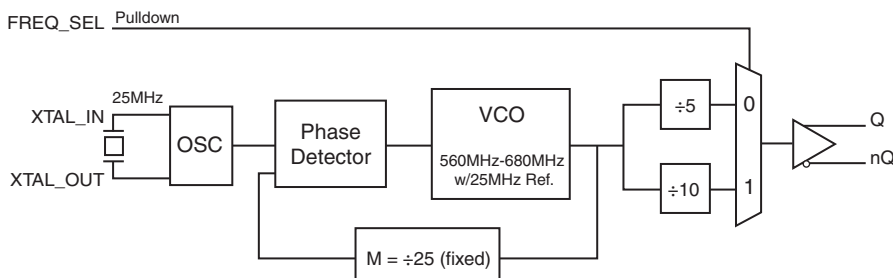 FREQ_SEL Pulldown
25MHz
XTAL_IN
XTAL_OUT
OSC
Phase
Detector
VCO
560MHz-680MHz
w/25MHz Ref.
÷5
÷10
0
1
Q
nQ
M = ÷25 (fixed)